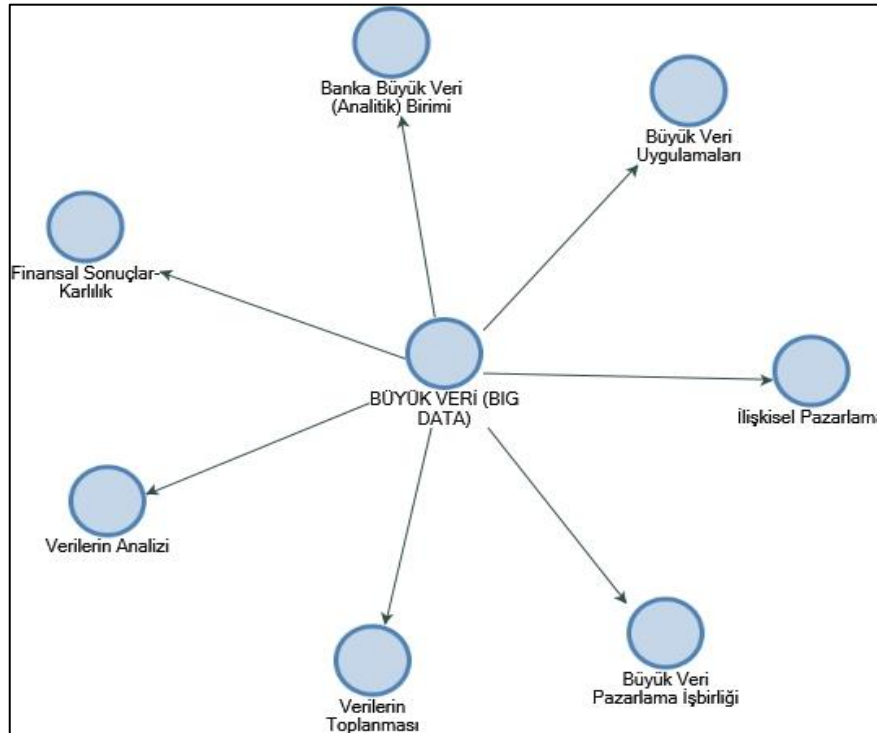 Banka Büyük Veri
(Analitik) Birimi
Büyük Veri
Uygulamaları
Finansal Sonuçlar-
Karlılık
BÜYÜK VERİ (BIG
DATA)
İlişkisel Pazarlama
Verilerin Analizi
Verilerin
Toplanması
Büyük Veri
Pazarlama İşbirliği